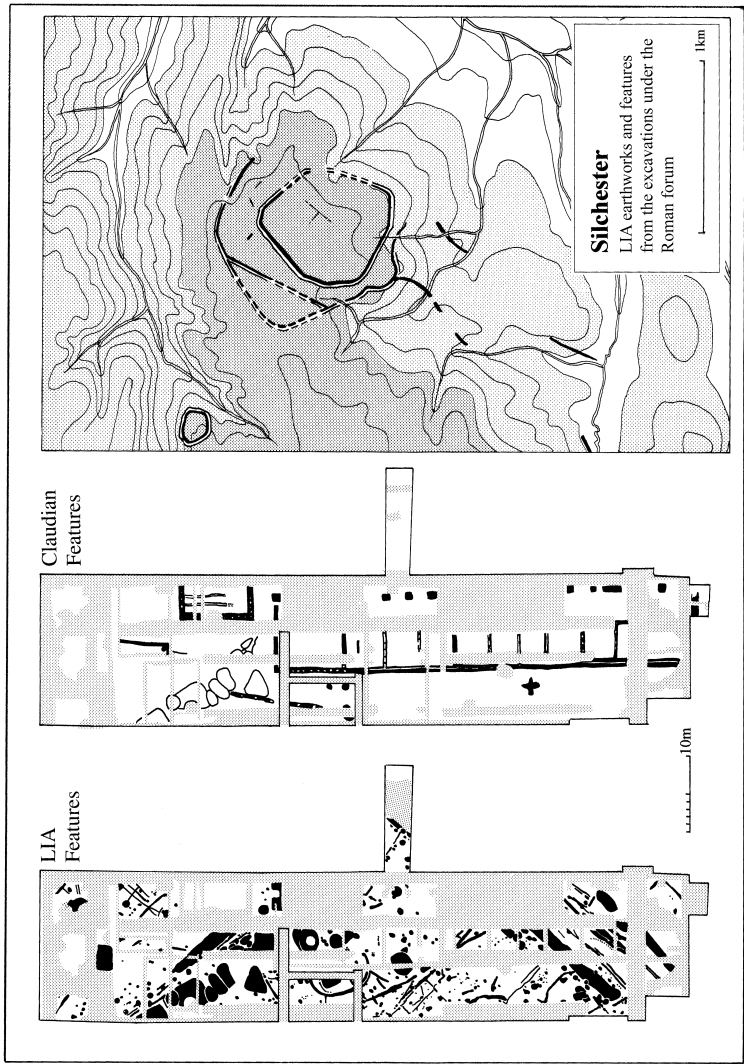 Silchester
LIA earthworks and features
from the excavations under the
Roman forum
1km
Claudian
Features
LIA
Features
10m